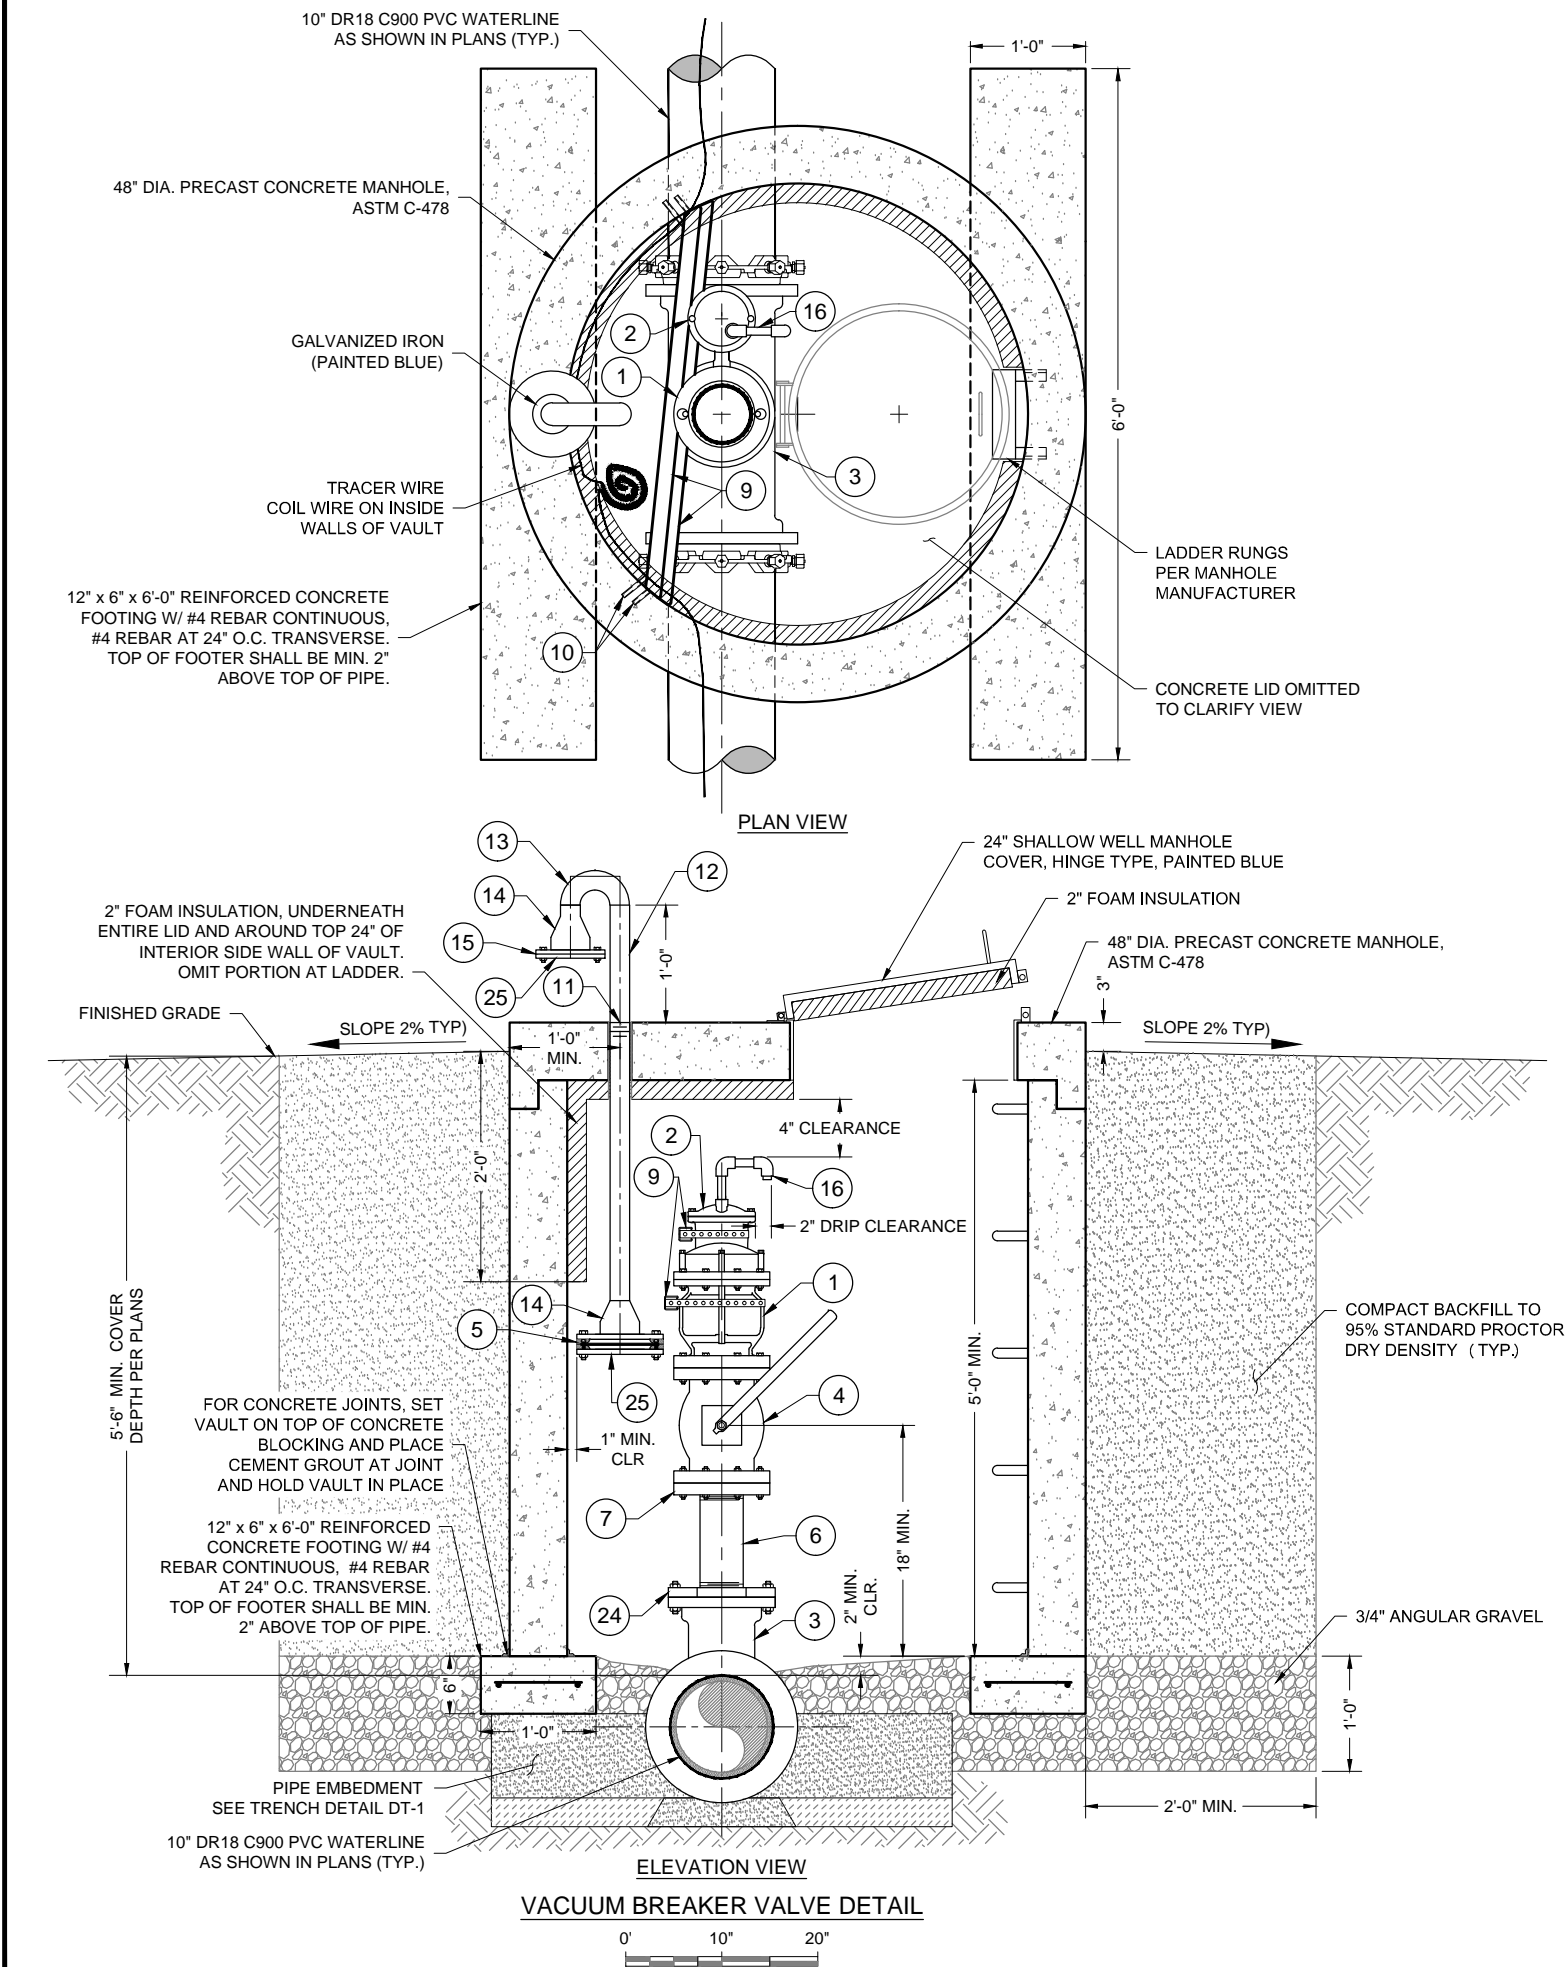 10" DR18 C900 PVC WATERLINE
AS SHOWN IN PLANS (TYP.)
1'-0"
48" DIA. PRECAST CONCRETE MANHOLE,
ASTM C-478
GALVANIZED IRON
(PAINTED BLUE)
2
16
1
3
9
6'-0"
TRACER WIRE
COIL WIRE ON INSIDE
WALLS OF VAULT
LADDER RUNGS
PER MANHOLE
MANUFACTURER
12" x 6" x 6'-0" REINFORCED CONCRETE
FOOTING W/ #4 REBAR CONTINUOUS,
#4 REBAR AT 24" O.C. TRANSVERSE.
TOP OF FOOTER SHALL BE MIN. 2"
ABOVE TOP OF PIPE.
10
CONCRETE LID OMITTED
TO CLARIFY VIEW
PLAN VIEW
13
12
14
15
25
11
24" SHALLOW WELL MANHOLE
COVER, HINGE TYPE, PAINTED BLUE
2" FOAM INSULATION
48" DIA. PRECAST CONCRETE MANHOLE,
ASTM C-478
2" FOAM INSULATION, UNDERNEATH
ENTIRE LID AND AROUND TOP 24" OF
INTERIOR SIDE WALL OF VAULT.
OMIT PORTION AT LADDER.
1'-0"
3"
FINISHED GRADE
SLOPE 2% TYP)
SLOPE 2% TYP)
1'-0"
MIN.
4" CLEARANCE
2
9
16
2" DRIP CLEARANCE
2'-0"
1
14
5
25
4
1" MIN.
CLR
5'-6" MIN. COVER
DEPTH PER PLANS
5'-0" MIN.
COMPACT BACKFILL TO
95% STANDARD PROCTOR
DRY DENSITY (TYP.)
FOR CONCRETE JOINTS, SET
VAULT ON TOP OF CONCRETE
BLOCKING AND PLACE
CEMENT GROUT AT JOINT
AND HOLD VAULT IN PLACE
7
6
18" MIN.
12" x 6" x 6'-0" REINFORCED
CONCRETE FOOTING W/ #4
REBAR CONTINUOUS, #4 REBAR
AT 24" O.C. TRANSVERSE.
TOP OF FOOTER SHALL BE MIN.
2" ABOVE TOP OF PIPE.
24
3
2" MIN.
CLR.
3/4" ANGULAR GRAVEL
6"
1'-0"
1'-0"
2'-0" MIN.
PIPE EMBEDMENT
SEE TRENCH DETAIL DT-1
10" DR18 C900 PVC WATERLINE
AS SHOWN IN PLANS (TYP.)
ELEVATION VIEW
VACUUM BREAKER VALVE DETAIL
0' 10" 20"